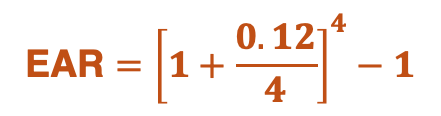 EAR = [1 + 0.12/4]^4 − 1